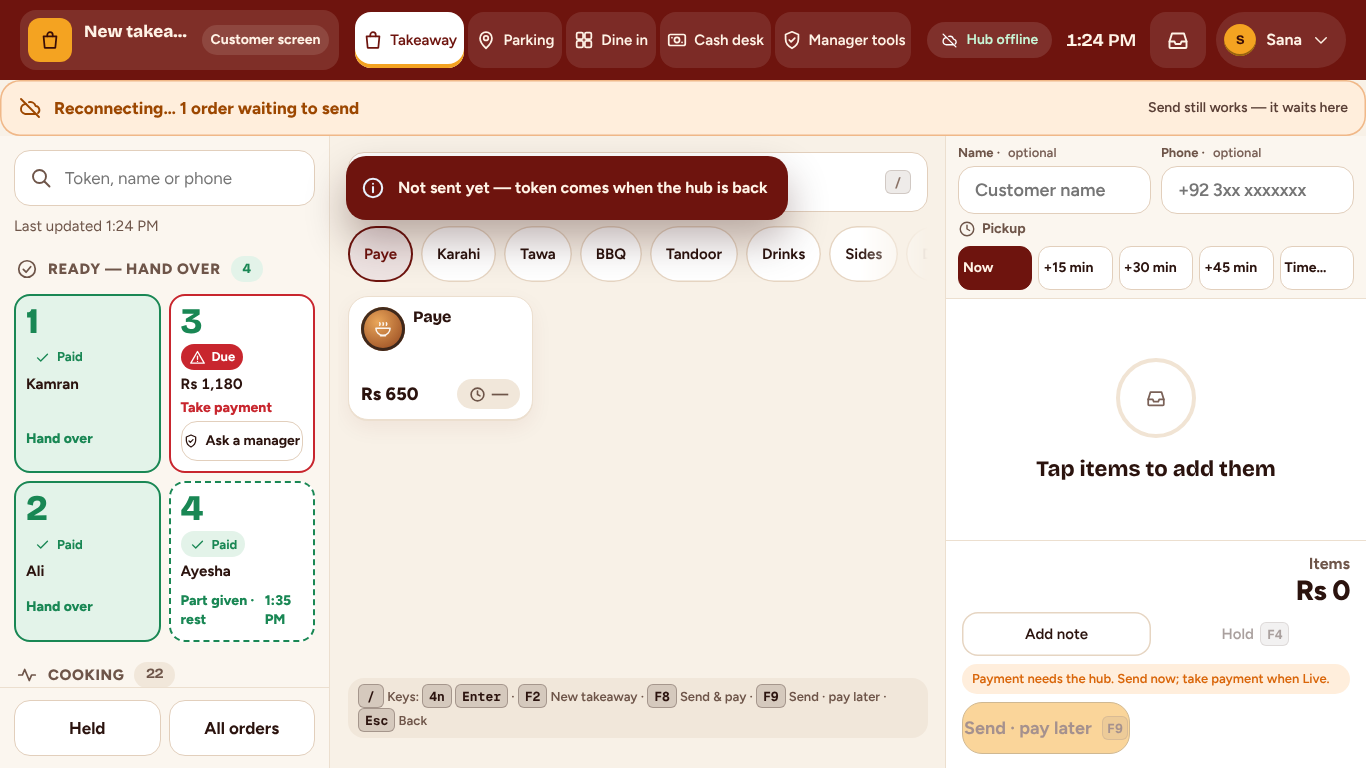 New takea...
Customer screen
Takeaway
Parking
Dine in
Cash desk
Manager tools
Hub offline
1:24 PM
S
Sana
Reconnecting... 1 order waiting to send
Send still works — it waits here
Token, name or phone
Last updated 1:24 PM
READY — HAND OVER 4
1
Paid
Kamran
Hand over
3
Due
Rs 1,180
Take payment
Ask a manager
2
Paid
Ali
Hand over
4
Paid
Ayesha
Part given · rest
1:35 PM
COOKING 22
Held
All orders
Not sent yet — token comes when the hub is back
/
Paye
Karahi
Tawa
BBQ
Tandoor
Drinks
Sides
Paye
Rs 650
—
/ Keys: 4n Enter · F2 New takeaway · F8 Send & pay · F9 Send · pay later ·
Esc Back
Name · optional
Phone · optional
Customer name
+92 3xx xxxxxxx
Pickup
Now
+15 min
+30 min
+45 min
Time...
Tap items to add them
Items
Rs 0
Add note
Hold F4
Payment needs the hub. Send now; take payment when Live.
Send · pay later F9